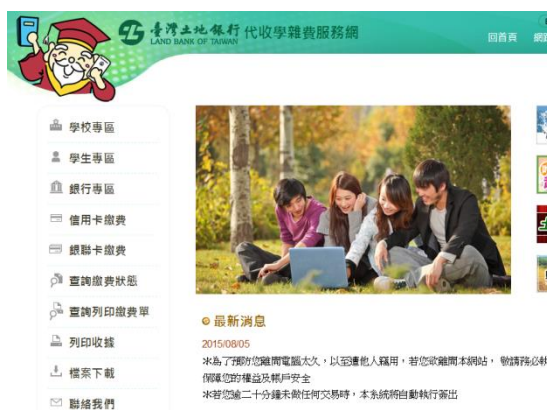 臺灣土地銀行 代收學雜費服務網
LAND BANK OF TAIWAN
回首頁
學校專區
學生專區
銀行專區
信用卡繳費
銀聯卡繳費
查詢繳費狀態
查詢列印繳費單
列印收據
檔案下載
聯絡我們
最新消息
2015/08/05
※為了預防您離開電腦太久，以至遭他人竊用，若您欲離開本網站， 敬請務必執
保障您的權益及帳戶安全
※若您逾二十分鐘未做任何交易時，本系統將自動執行簽出